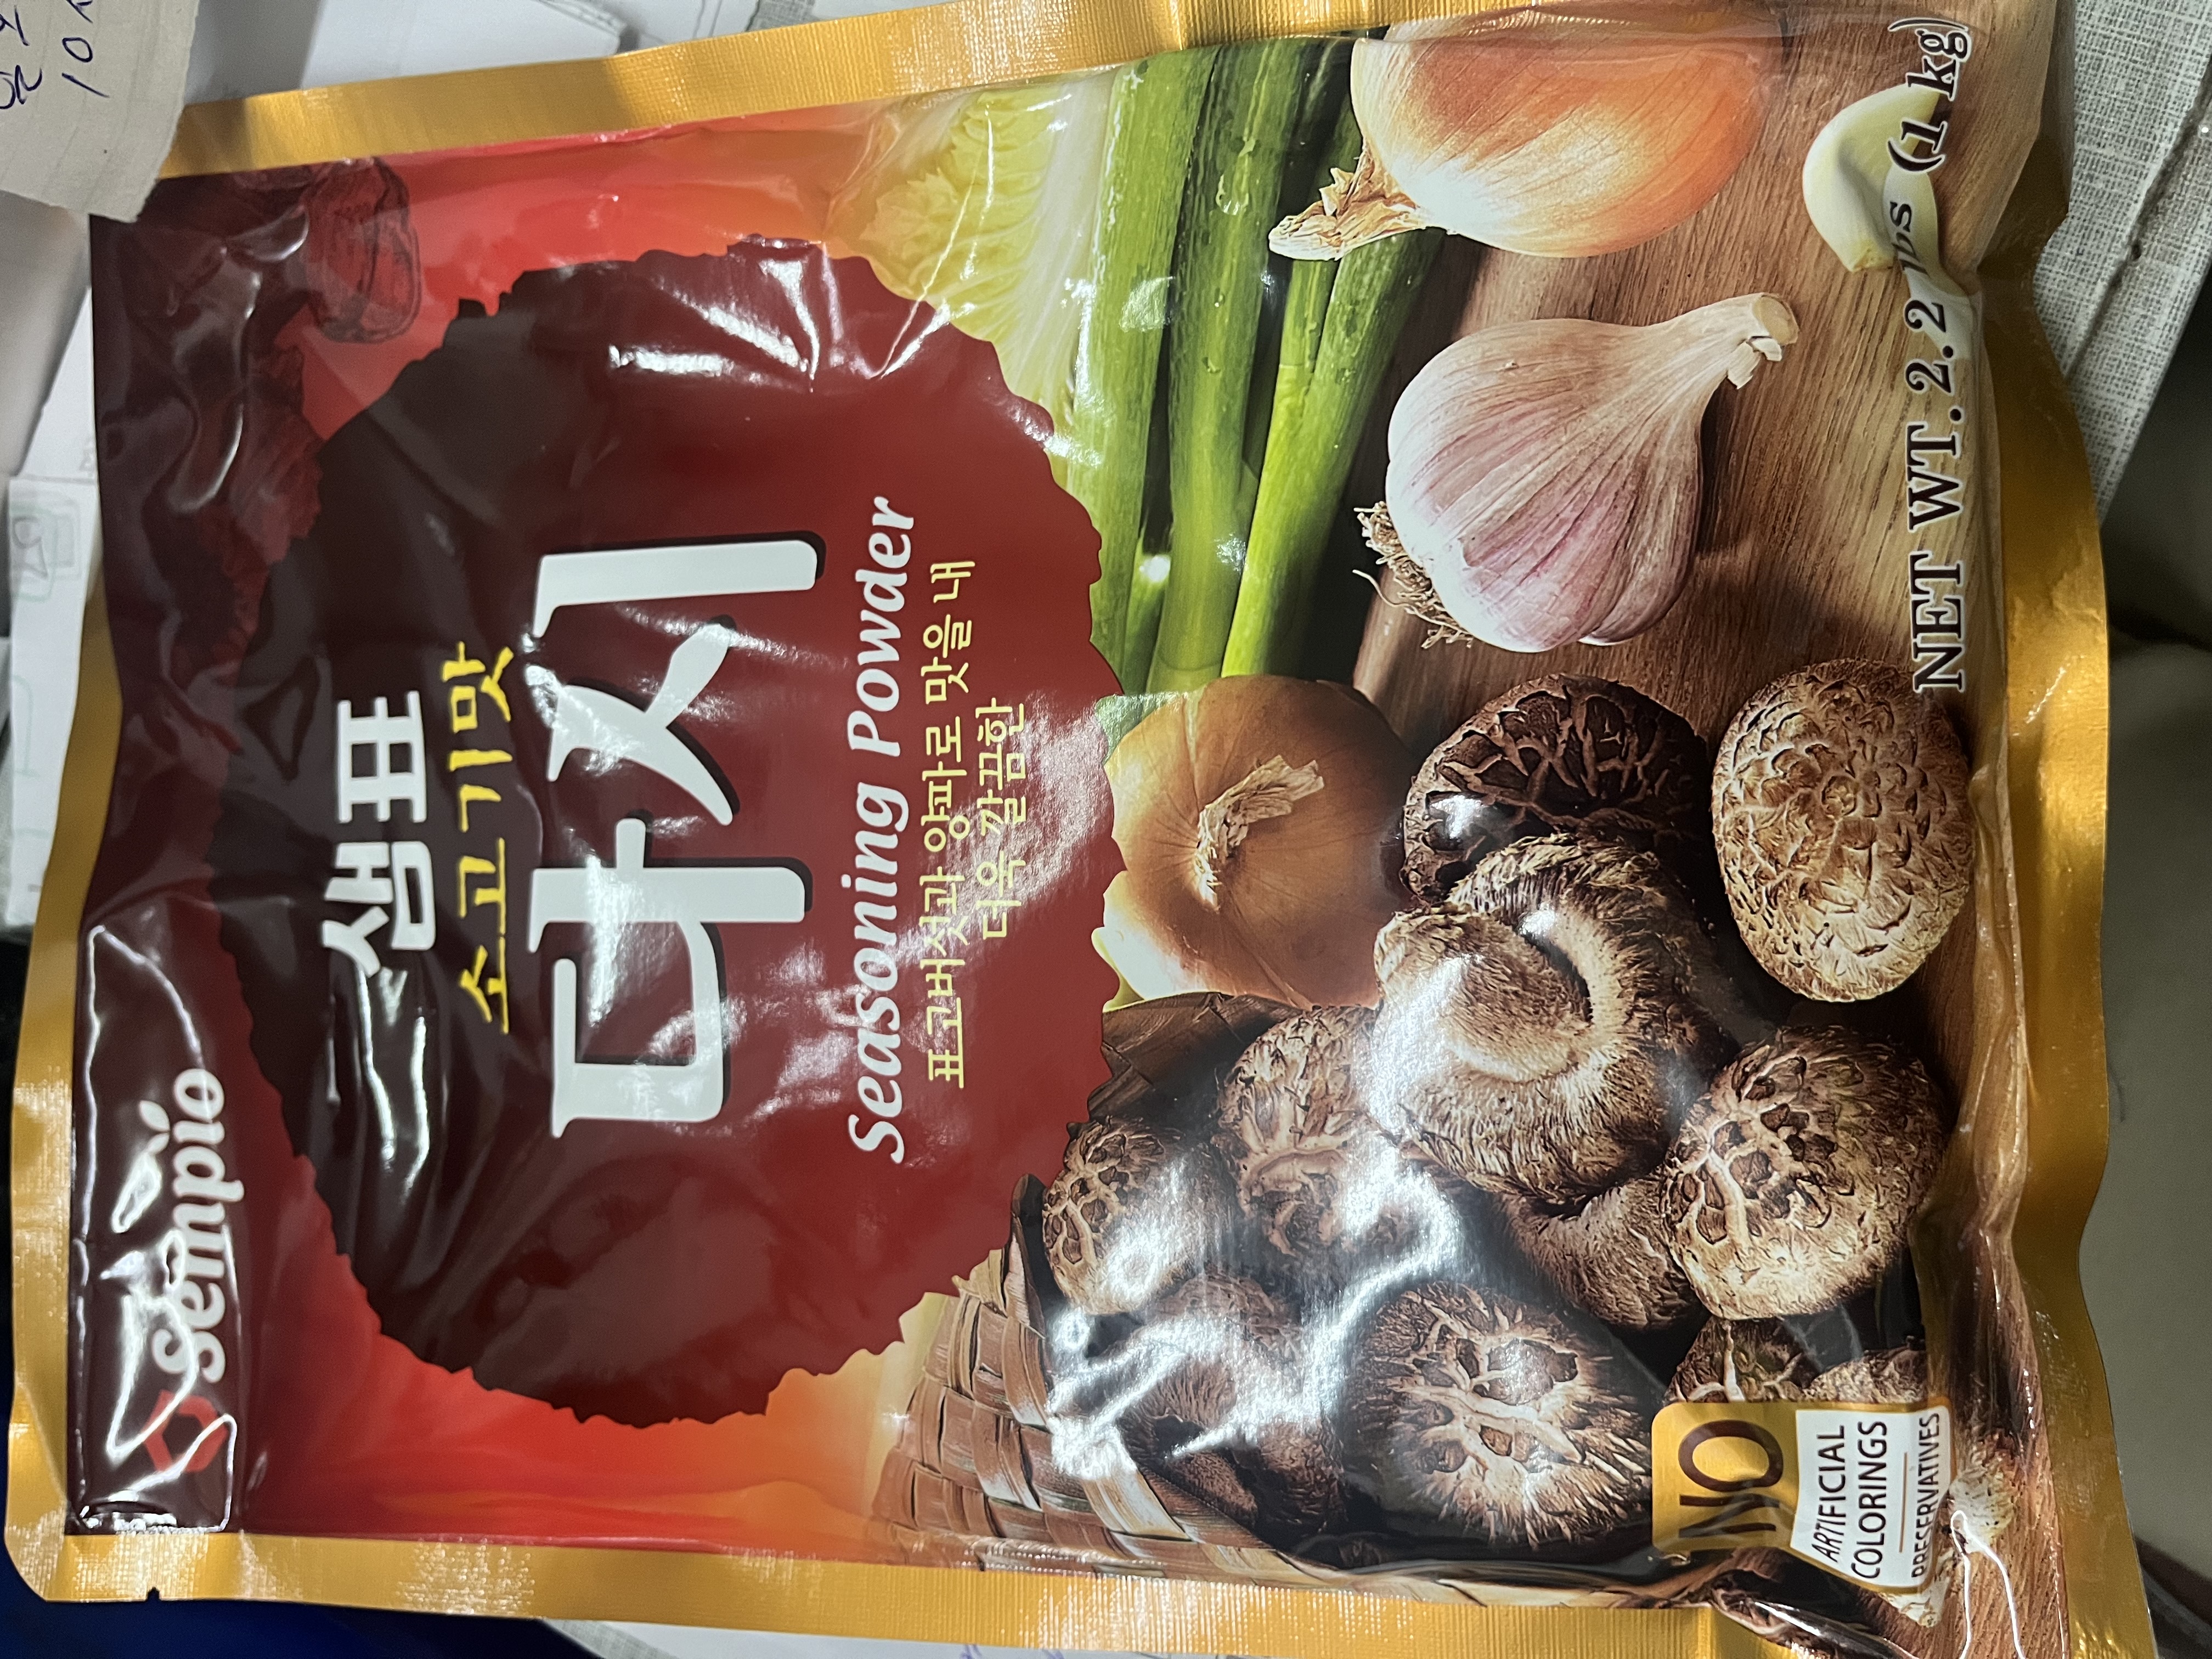 sempio
샘표
소고기맛
다시
Seasoning Powder
표고버섯과 양파로 맛을 내
더욱 깔끔한
NO
ARTIFICIAL
COLORINGS
PRESERVATIVES
NET WT. 2.2 lbs (1 kg)
10